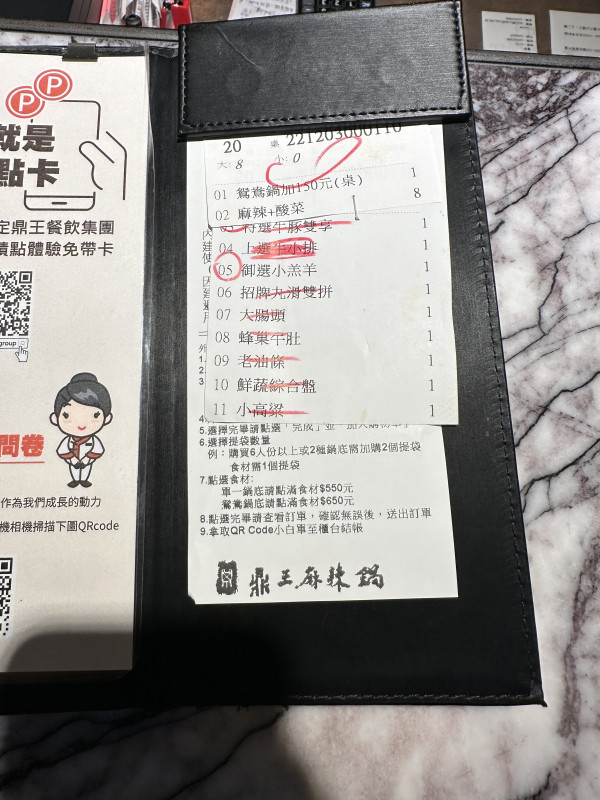 P
P
就是
點卡
定鼎王餐飲集團
積點體驗免帶卡
group
問卷
作為我們成長的動力
機相機掃描下圖QRcode
20 桌 221203000110
大: 8 小: 0
01 鴛鴦鍋加150元(桌) 1
02 麻辣+酸菜 8
03 特選牛豚雙享 1
04 上選牛小排 1
05 御選小羔羊 1
06 招牌丸滑雙拼 1
07 大腸頭 1
08 蜂巢牛肚 1
09 老油條 1
10 鮮蔬綜合盤 1
11 小高粱 1
5.選擇完畢請點選「完成」並
6.選擇提袋數量
例：購買6人份以上或2種鍋底需加購2個提袋
食材需1個提袋
7.點選食材:
單一鍋底請點滿食材$550元
鴛鴦鍋底請點滿食材$650元
8.點選完畢請查看訂單，確認無誤後，送出訂單
9.拿取QR Code小白單至櫃台結帳
鼎王麻辣鍋